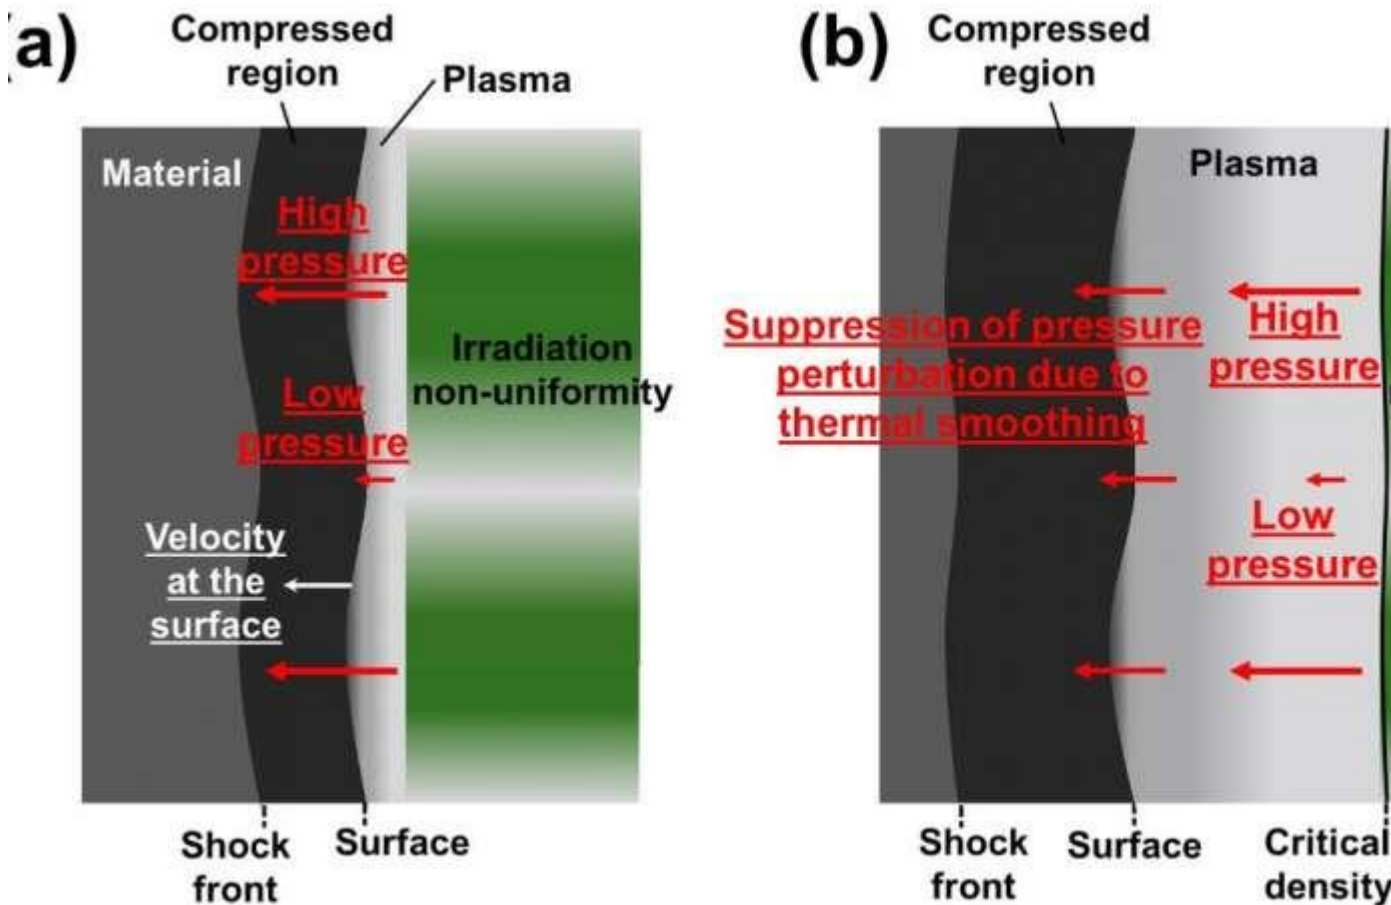 (a)
Compressed
region
Plasma
Material
High
pressure
Irradiation
non-uniformity
Low
pressure
Velocity
at the
surface
Shock
front
Surface
(b)
Compressed
region
Plasma
Suppression of pressure
perturbation due to
thermal smoothing
High
pressure
Low
pressure
Shock
front
Surface
Critical
density